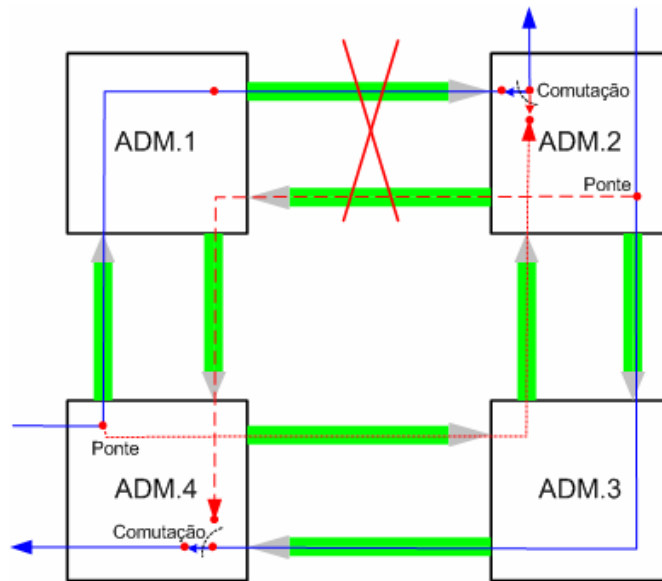 Comutação
ADM.1
ADM.2
Ponte
Ponte
ADM.4
ADM.3
Comutação